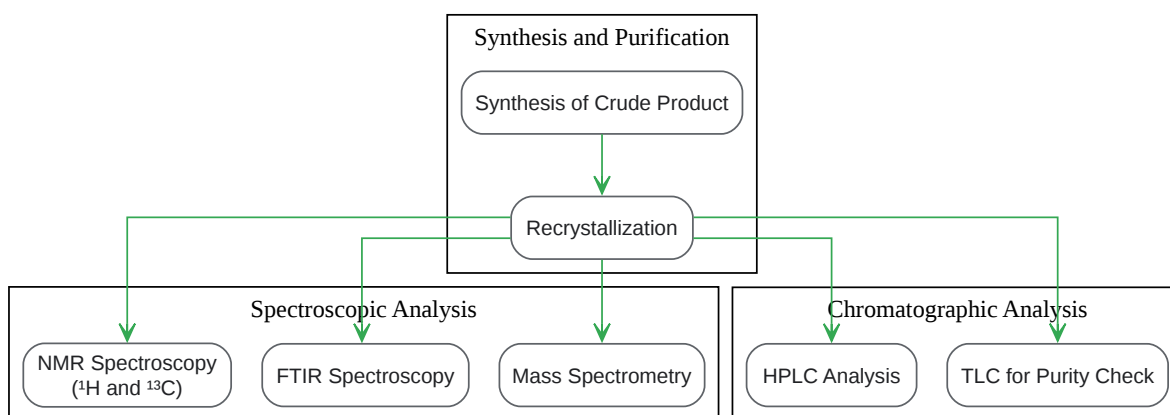 Synthesis and Purification
Synthesis of Crude Product
Recrystallization
Spectroscopic Analysis
Chromatographic Analysis
NMR Spectroscopy
(¹H and ¹³C)
FTIR Spectroscopy
Mass Spectrometry
HPLC Analysis
TLC for Purity Check